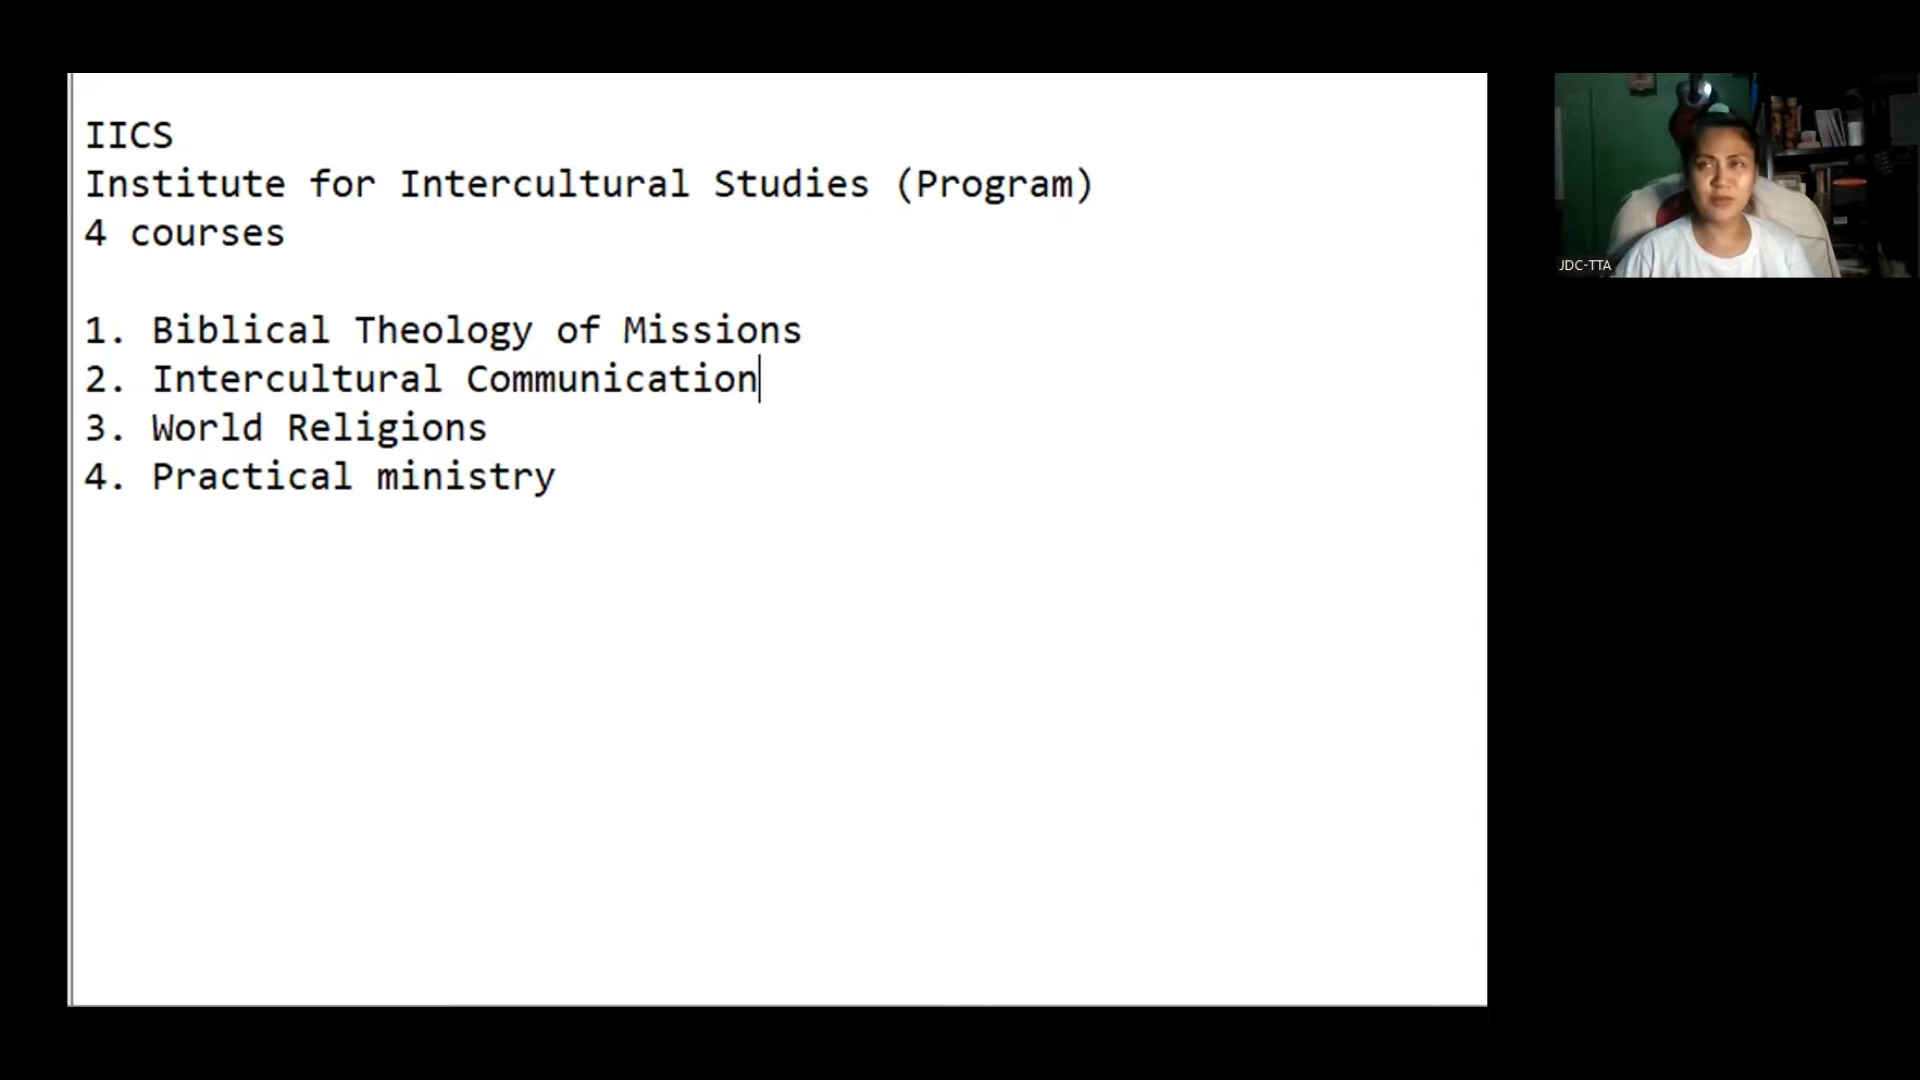 IICS
Institute for Intercultural Studies (Program)
4 courses
1. Biblical Theology of Missions
2. Intercultural Communication
3. World Religions
4. Practical ministry
JDC-TTA